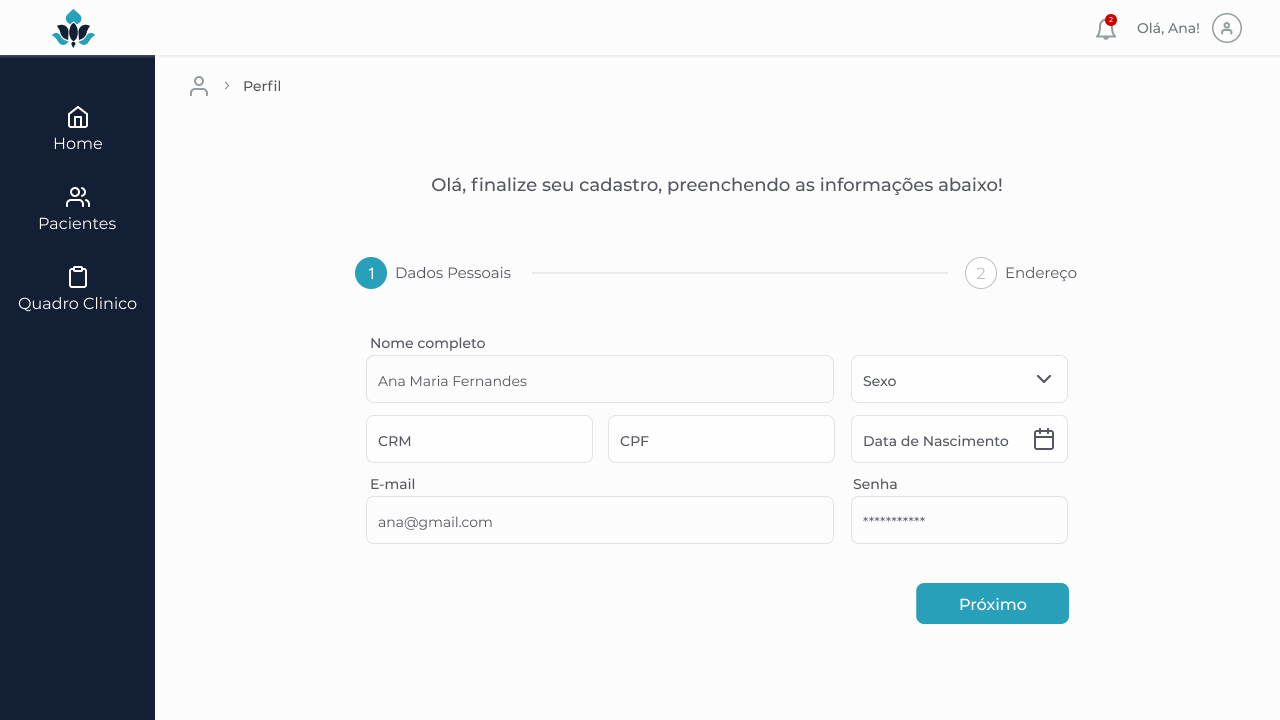 2
Olá, Ana!
Perfil
Home
Pacientes
Quadro Clinico
Olá, finalize seu cadastro, preenchendo as informações abaixo!
1 Dados Pessoais
2 Endereço
Nome completo
Ana Maria Fernandes
Sexo
CRM
CPF
Data de Nascimento
E-mail
Senha
ana@gmail.com
***********
Próximo